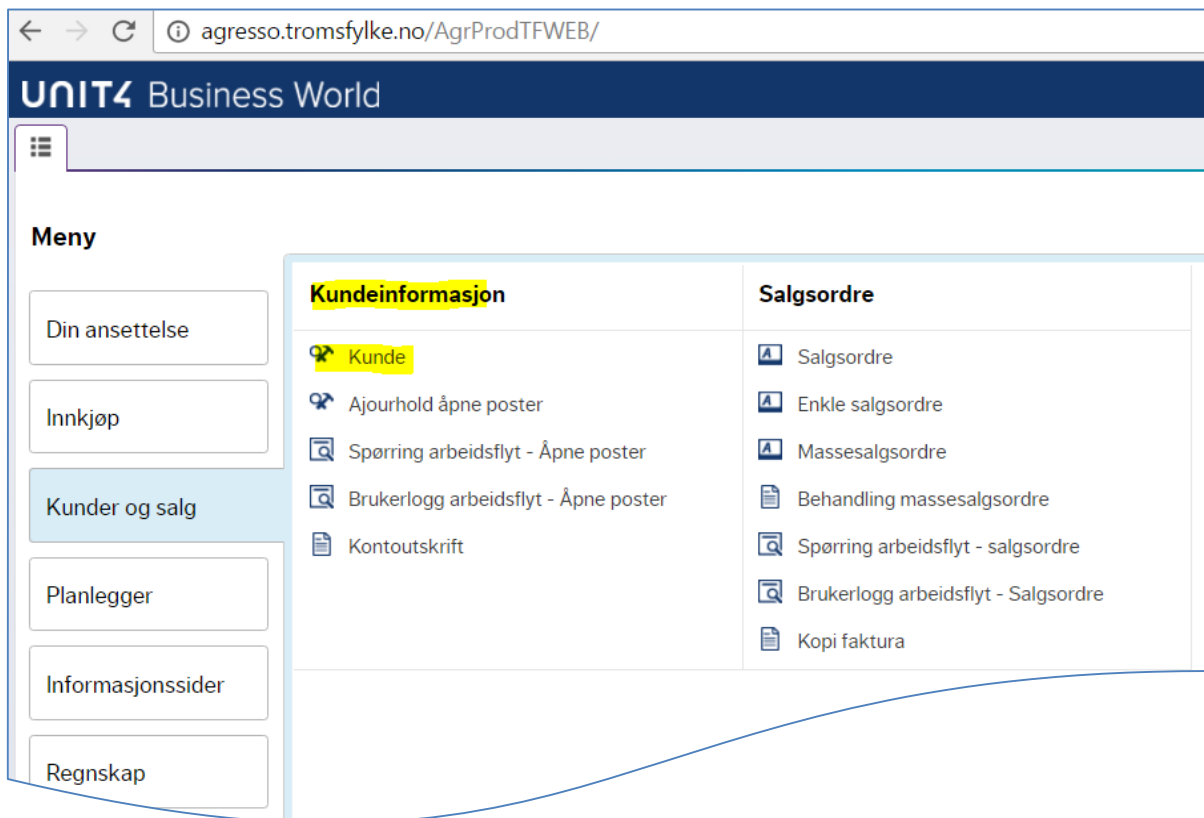 agresso.tromsfylke.no/AgrProdTFWEB/
UNIT4 Business World
Meny
Din ansettelse
Innkjøp
Kunder og salg
Planlegger
Informasjonssider
Regnskap
Kundeinformasjon
Kunde
Ajourhold åpne poster
Spørring arbeidsflyt - Åpne poster
Brukerlogg arbeidsflyt - Åpne poster
Kontoutskrift
Salgsordre
Salgsordre
Enkle salgsordre
Massesalgsordre
Behandling massesalgsordre
Spørring arbeidsflyt - salgsordre
Brukerlogg arbeidsflyt - Salgsordre
Kopi faktura